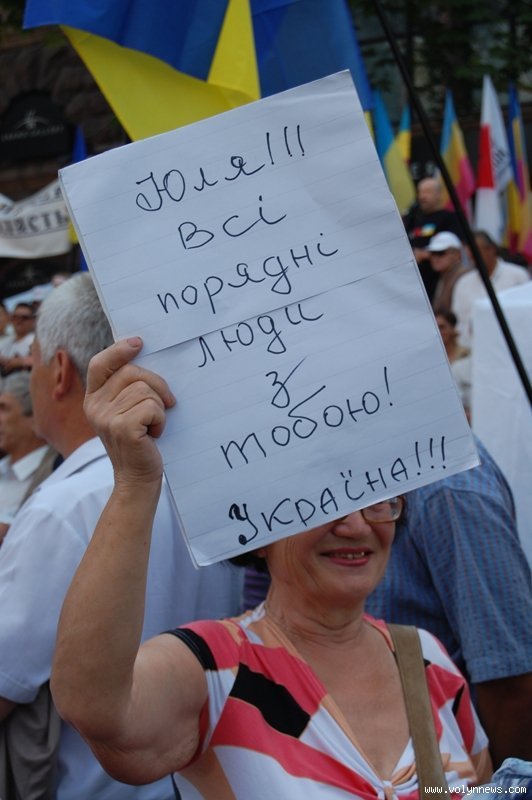 Юля!!!
Всі
порядні
люди
з
тобою!
Україна!!!
www.volynnews.com